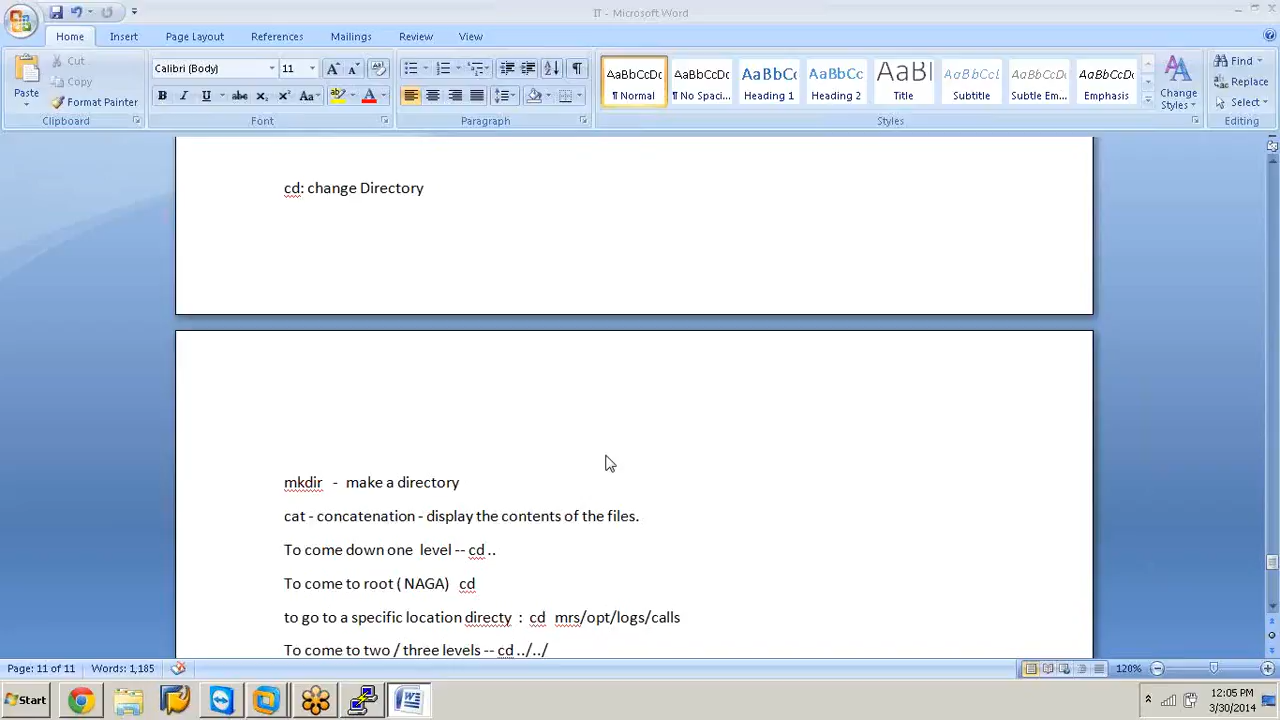 IT - Microsoft Word
Home Insert Page Layout References Mailings Review View
Paste
Cut
Copy
Format Painter
Clipboard
Calibri (Body) 11
Font
Paragraph
AaBbCcDc AaBbCcDc AaBbCc AaBbCc AaBl AaBbCcL AaBbCcDc AaBbCcDc
¶ Normal ¶ No Spaci... Heading 1 Heading 2 Title Subtitle Subtle Em... Emphasis
Change Styles
Styles
Find
Replace
Select
Editing
cd: change Directory
mkdir - make a directory
cat - concatenation - display the contents of the files.
To come down one level -- cd ..
To come to root ( NAGA) cd
to go to a specific location directy : cd mrs/opt/logs/calls
To come to two / three levels -- cd ../../
Page: 11 of 11 Words: 1,185 120%
Start 12:05 PM
3/30/2014